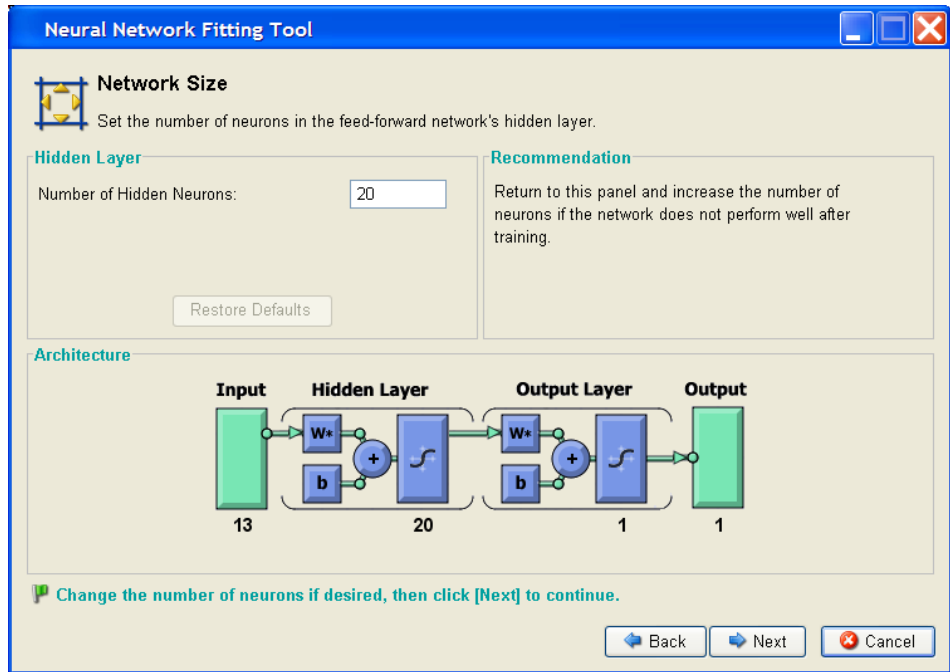 Neural Network Fitting Tool
Network Size
Set the number of neurons in the feed-forward network's hidden layer.
Hidden Layer
Number of Hidden Neurons:
20
Restore Defaults
Recommendation
Return to this panel and increase the number of
neurons if the network does not perform well after
training.
Architecture
Input
Hidden Layer
Output Layer
Output
W*
b
+
W*
b
+
13
20
1
1
Change the number of neurons if desired, then click [Next] to continue.
Back
Next
Cancel